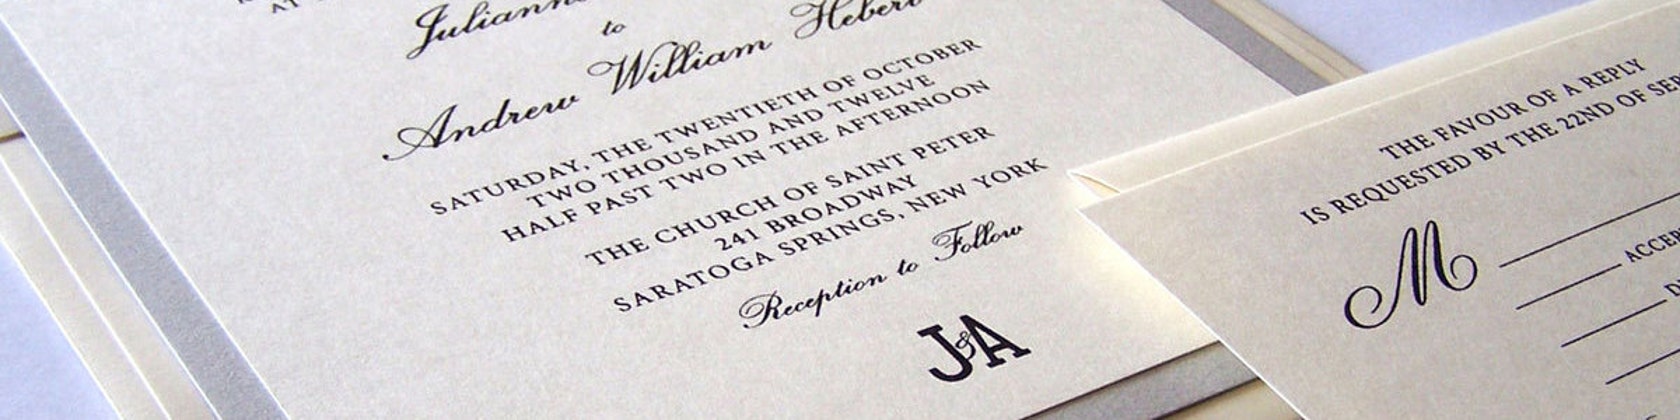 AT
to
Andrew William Hebert
SATURDAY, THE TWENTIETH OF OCTOBER
TWO THOUSAND AND TWELVE
HALF PAST TWO IN THE AFTERNOON
THE CHURCH OF SAINT PETER
241 BROADWAY
SARATOGA SPRINGS, NEW YORK
Reception to Follow
J&A
THE FAVOUR OF A REPLY
IS REQUESTED BY THE 22ND OF
M